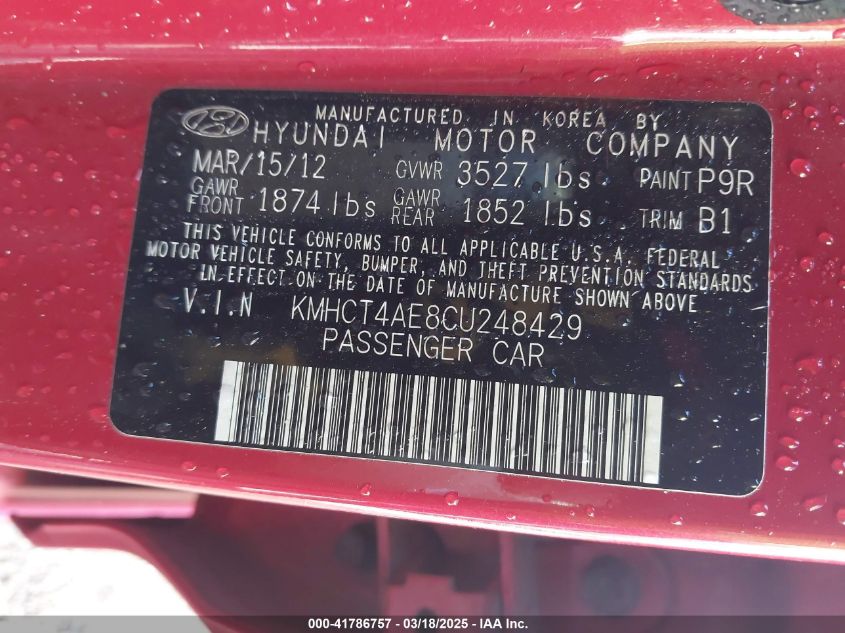 MANUFACTURED IN KOREA BY
HYUNDAI MOTOR COMPANY
MAR/15/12 GVWR 3527 lbs PAINT P9R
GAWR FRONT 1874 lbs GAWR REAR 1852 lbs TRIM B1
THIS VEHICLE CONFORMS TO ALL APPLICABLE U.S.A. FEDERAL
MOTOR VEHICLE SAFETY, BUMPER, AND THEFT PREVENTION STANDARDS
IN EFFECT ON THE DATE OF MANUFACTURE SHOWN ABOVE
V.I.N KMHCT4AE8CU248429
PASSENGER CAR
000-41786757 - 03/18/2025 - IAA Inc.